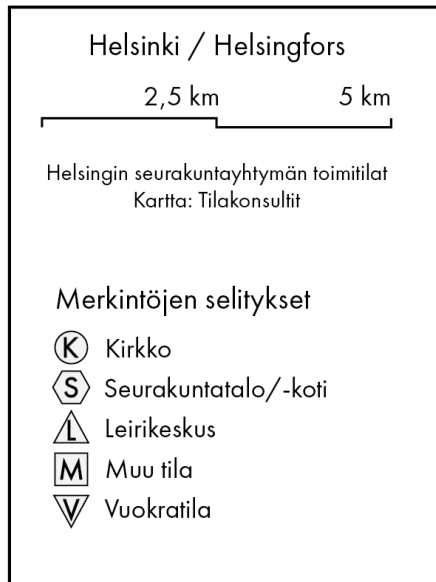 Helsinki / Helsingfors
2,5 km 5 km
Helsingin seurakuntayhtymän toimitilat
Kartta: Tilakonsultit
Merkintöjen selitykset
K Kirkko
S Seurakuntatalo/-koti
L Leirikeskus
M Muu tila
V Vuokratila